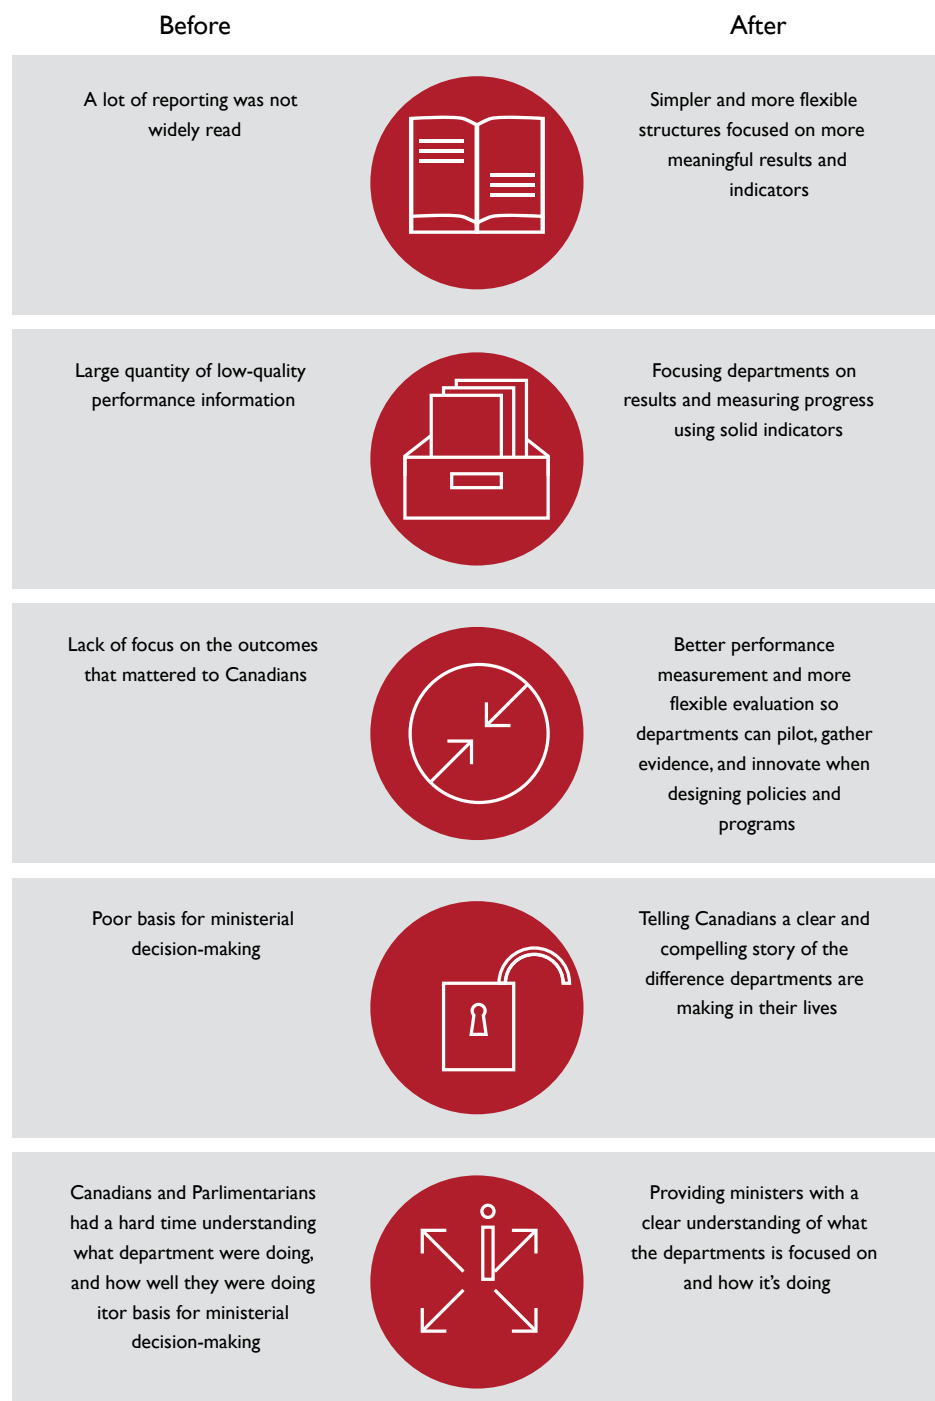 Before
After
A lot of reporting was not
widely read
Simpler and more flexible
structures focused on more
meaningful results and
indicators
Large quantity of low-quality
performance information
Focusing departments on
results and measuring progress
using solid indicators
Lack of focus on the outcomes
that mattered to Canadians
Better performance
measurement and more
flexible evaluation so
departments can pilot, gather
evidence, and innovate when
designing policies and
programs
Poor basis for ministerial
decision-making
Telling Canadians a clear and
compelling story of the
difference departments are
making in their lives
Canadians and Parlimentarians
had a hard time understanding
what department were doing,
and how well they were doing
itor basis for ministerial
decision-making
Providing ministers with a
clear understanding of what
the departments is focused on
and how it's doing